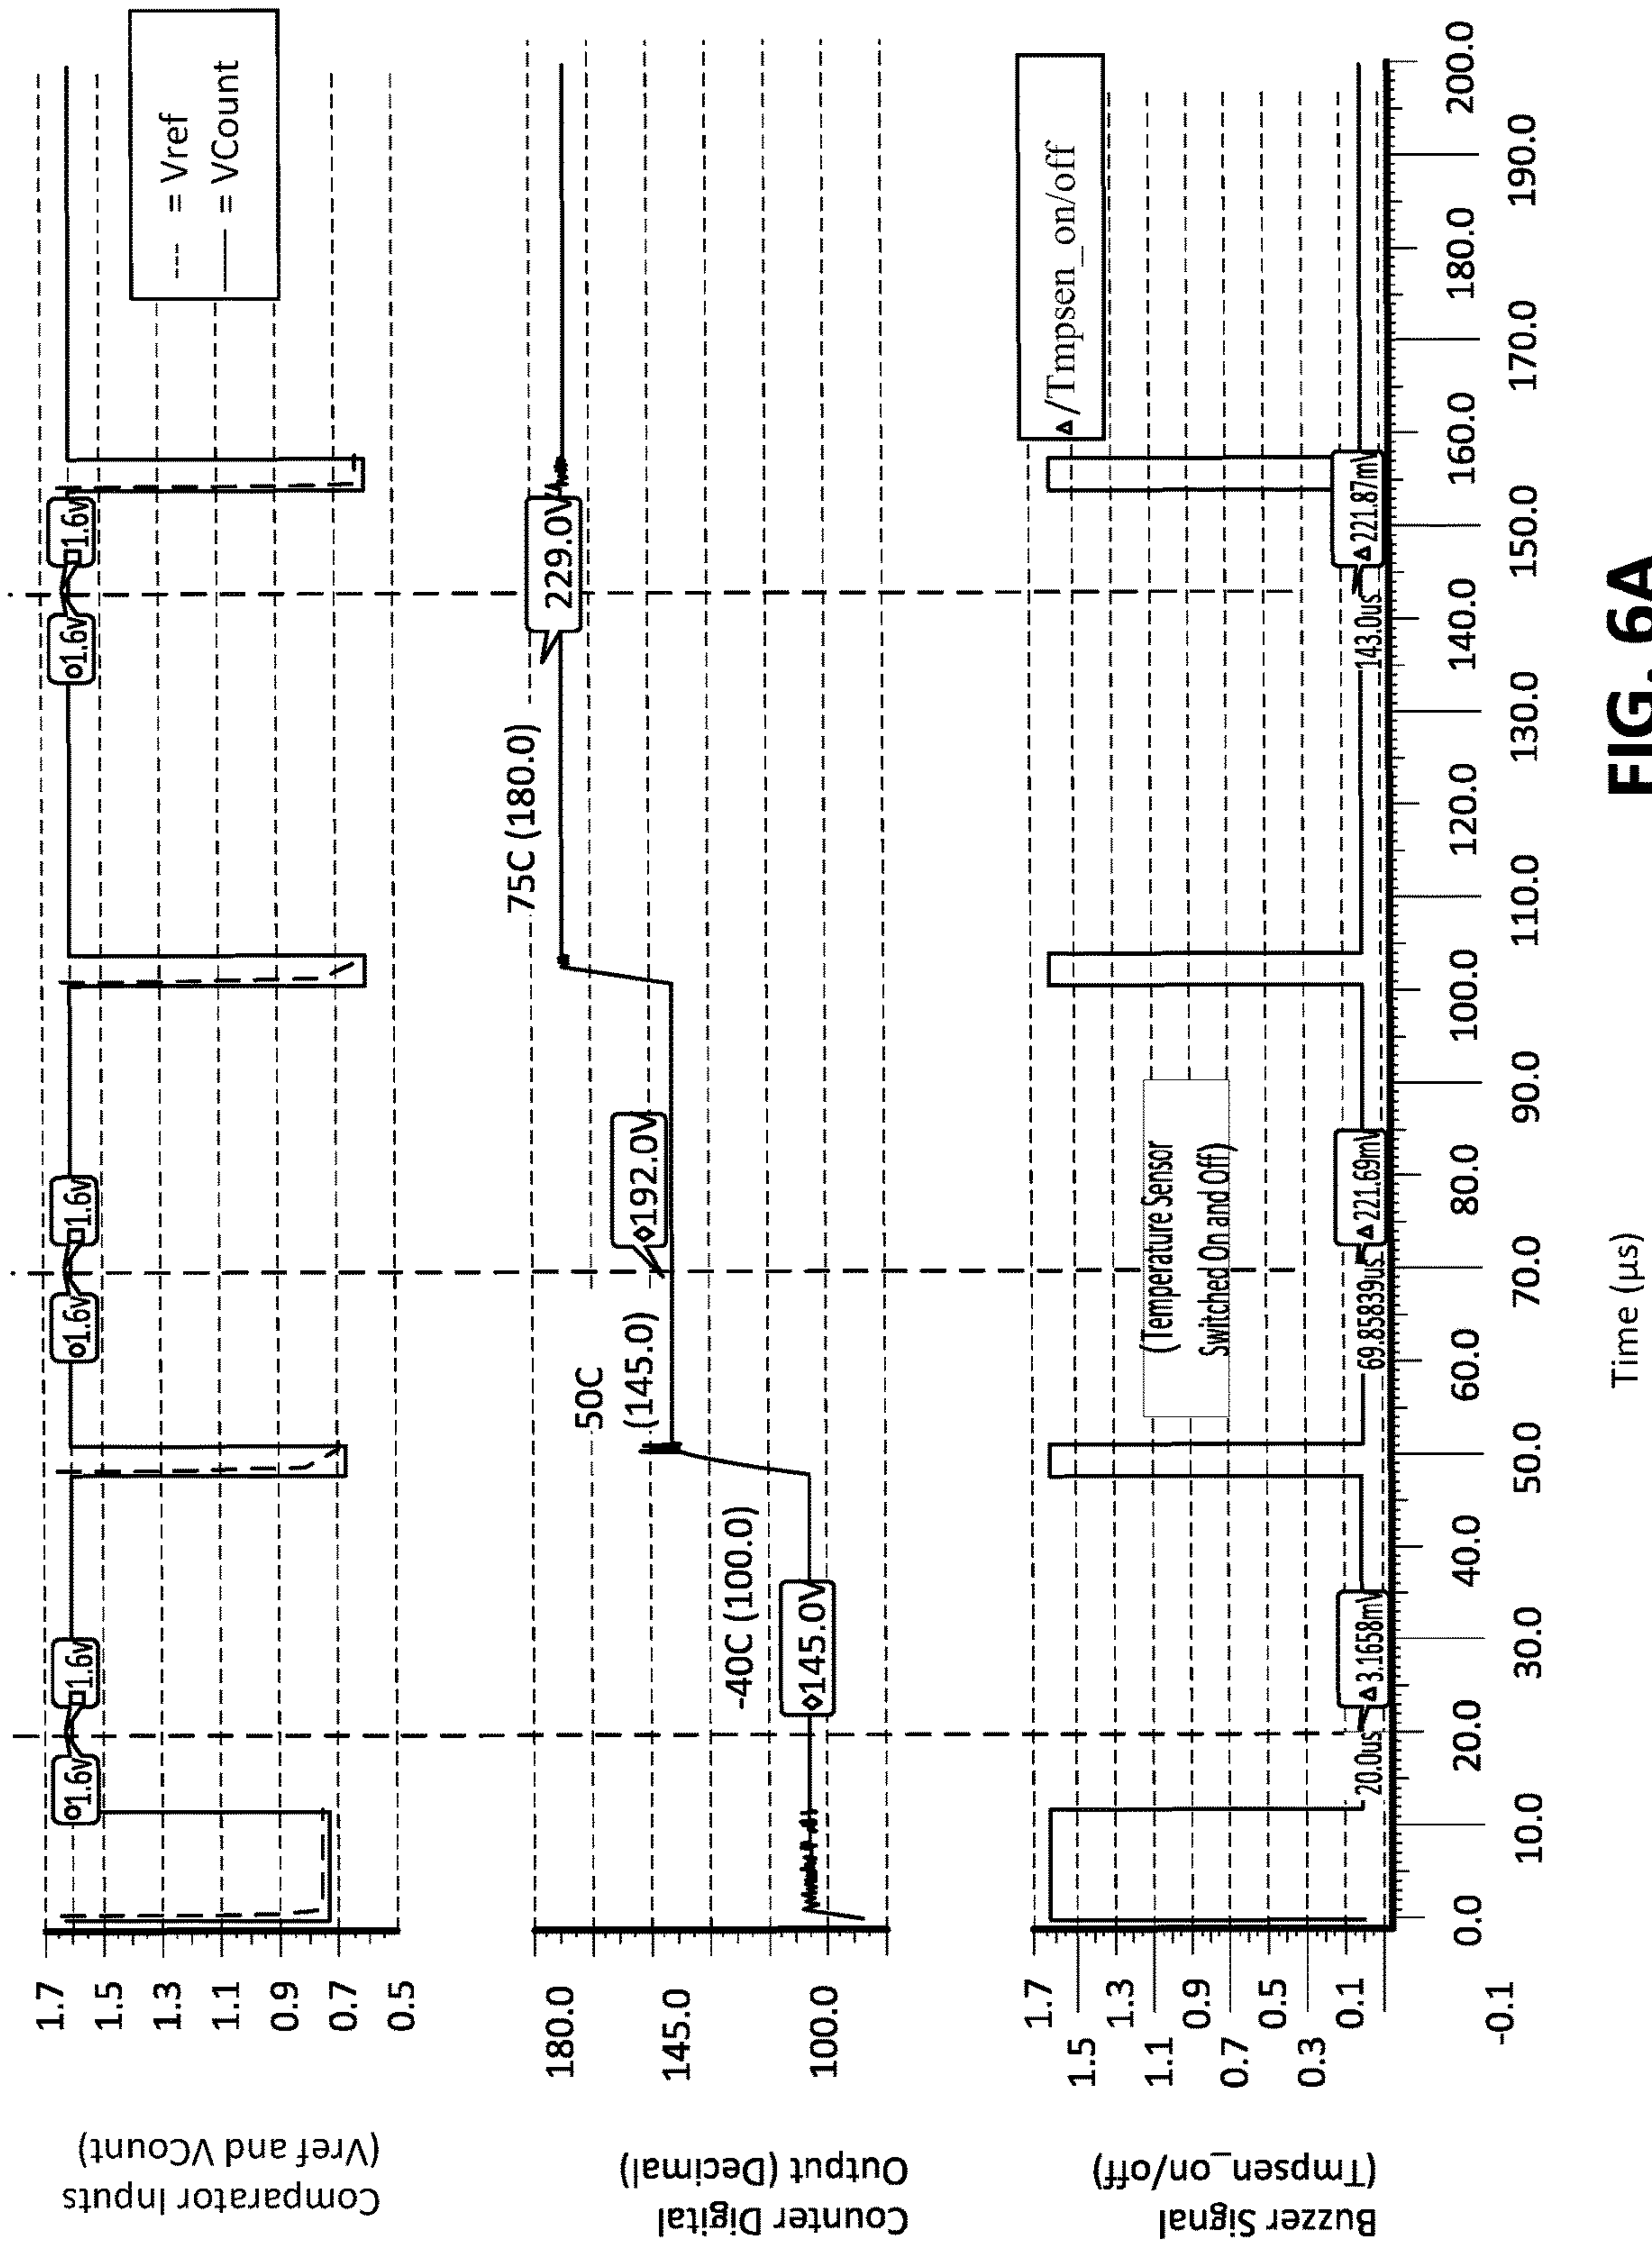 Comparator Inputs
(Vref and VCount)
1.7
1.5
1.3
1.1
0.9
0.7
0.5
o1.6v
□1.6v
o1.6v
□1.6v
o1.6v
□1.6v
---- = Vref
—— = VCount
Counter Digital
Output (Decimal)
180.0
145.0
100.0
-40C (100.0)
◇145.0V
50C
(145.0)
◇192.0V
75C (180.0)
229.0V
Buzzer Signal
(Tmpsen_on/off)
1.7
1.5
1.3
1.1
0.9
0.7
0.5
0.3
0.1
-0.1
20.0us
▵3.1658mV
(Temperature Sensor
Switched On and Off)
69.85839us
▵221.69mV
143.0us
▵221.87mV
▵/Tmpsen_on/off
0.0
10.0
20.0
30.0
40.0
50.0
60.0
70.0
80.0
90.0
100.0
110.0
120.0
130.0
140.0
150.0
160.0
170.0
180.0
190.0
200.0
Time (µs)
FIG. 6A